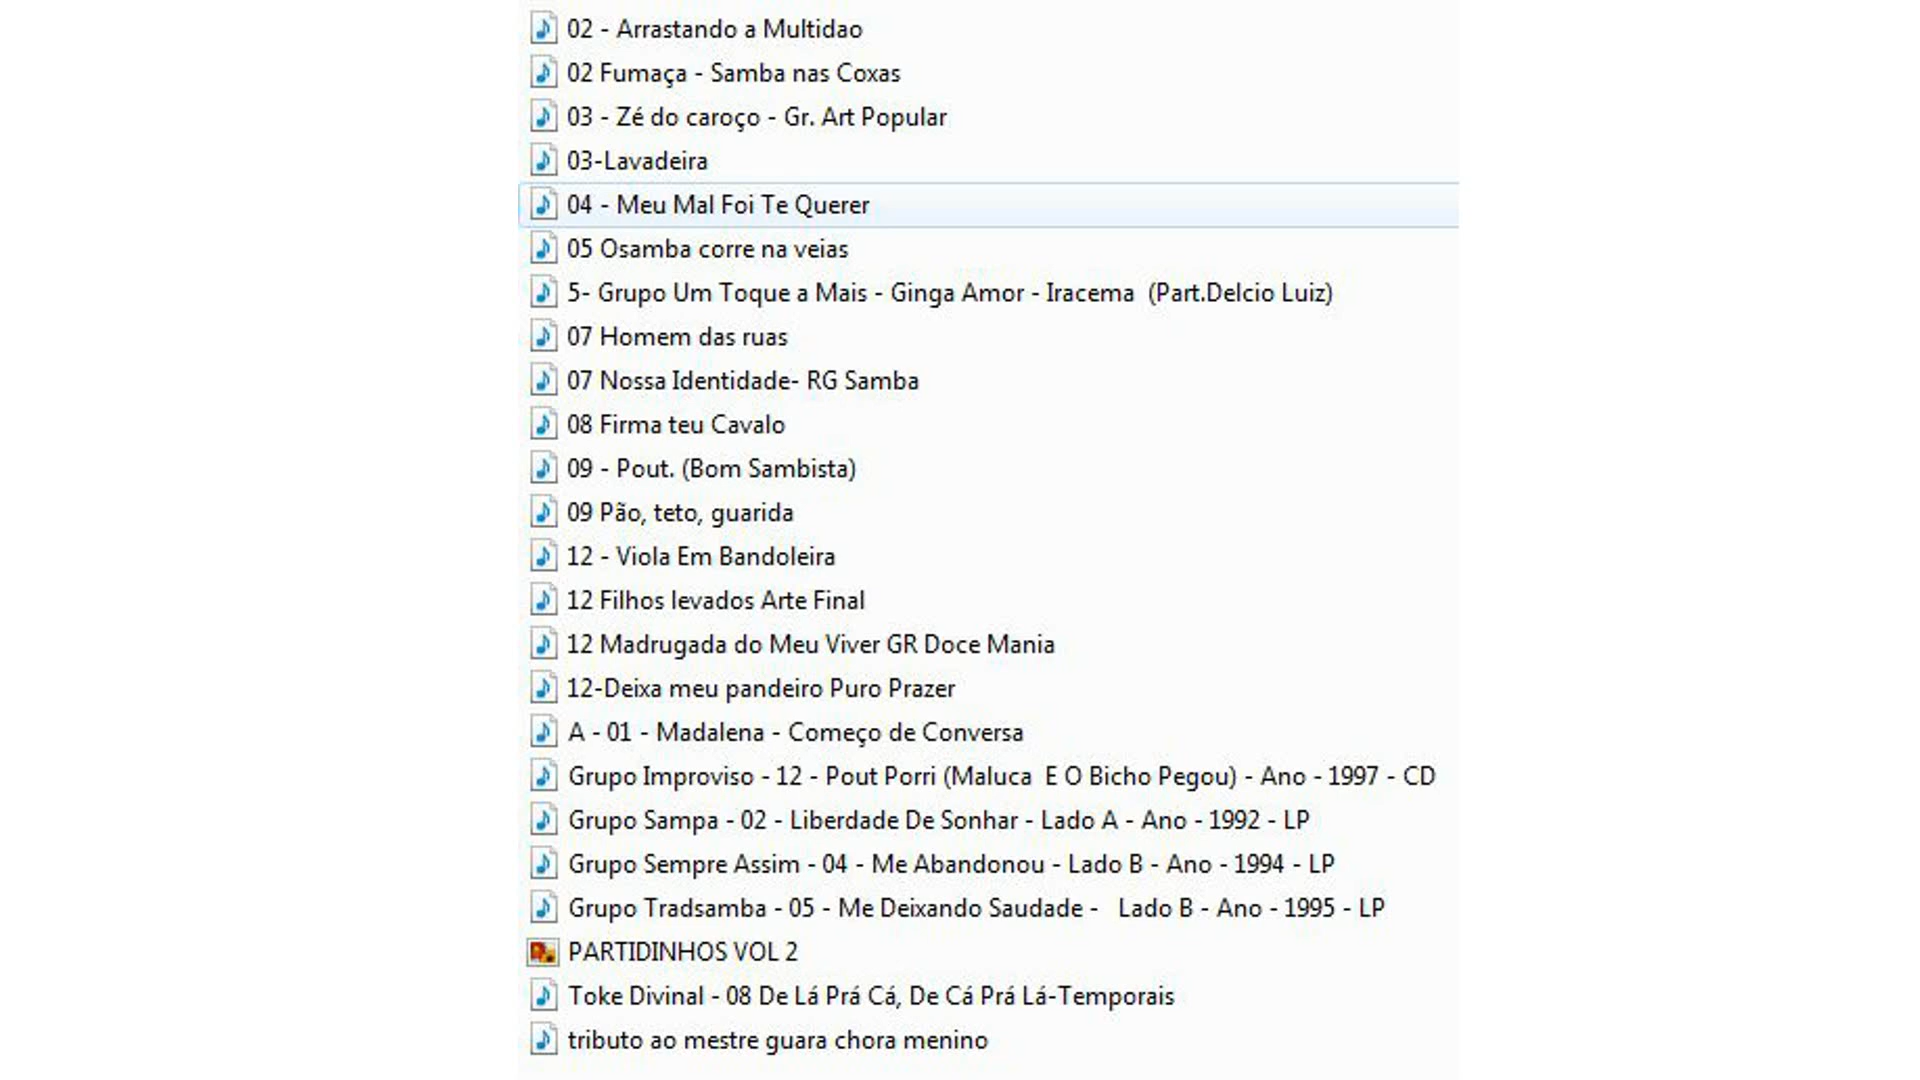 02 - Arrastando a Multidao
02 Fumaça - Samba nas Coxas
03 - Zé do caroço - Gr. Art Popular
03-Lavadeira
04 - Meu Mal Foi Te Querer
05 Osamba corre na veias
5- Grupo Um Toque a Mais - Ginga Amor - Iracema  (Part.Delcio Luiz)
07 Homem das ruas
07 Nossa Identidade- RG Samba
08 Firma teu Cavalo
09 - Pout. (Bom Sambista)
09 Pão, teto, guarida
12 - Viola Em Bandoleira
12 Filhos levados Arte Final
12 Madrugada do Meu Viver GR Doce Mania
12-Deixa meu pandeiro Puro Prazer
A - 01 - Madalena - Começo de Conversa
Grupo Improviso - 12 - Pout Porri (Maluca  E O Bicho Pegou) - Ano - 1997 - CD
Grupo Sampa - 02 - Liberdade De Sonhar - Lado A - Ano - 1992 - LP
Grupo Sempre Assim - 04 - Me Abandonou - Lado B - Ano - 1994 - LP
Grupo Tradsamba - 05 - Me Deixando Saudade -   Lado B - Ano - 1995 - LP
PARTIDINHOS VOL 2
Toke Divinal - 08 De Lá Prá Cá, De Cá Prá Lá-Temporais
tributo ao mestre guara chora menino